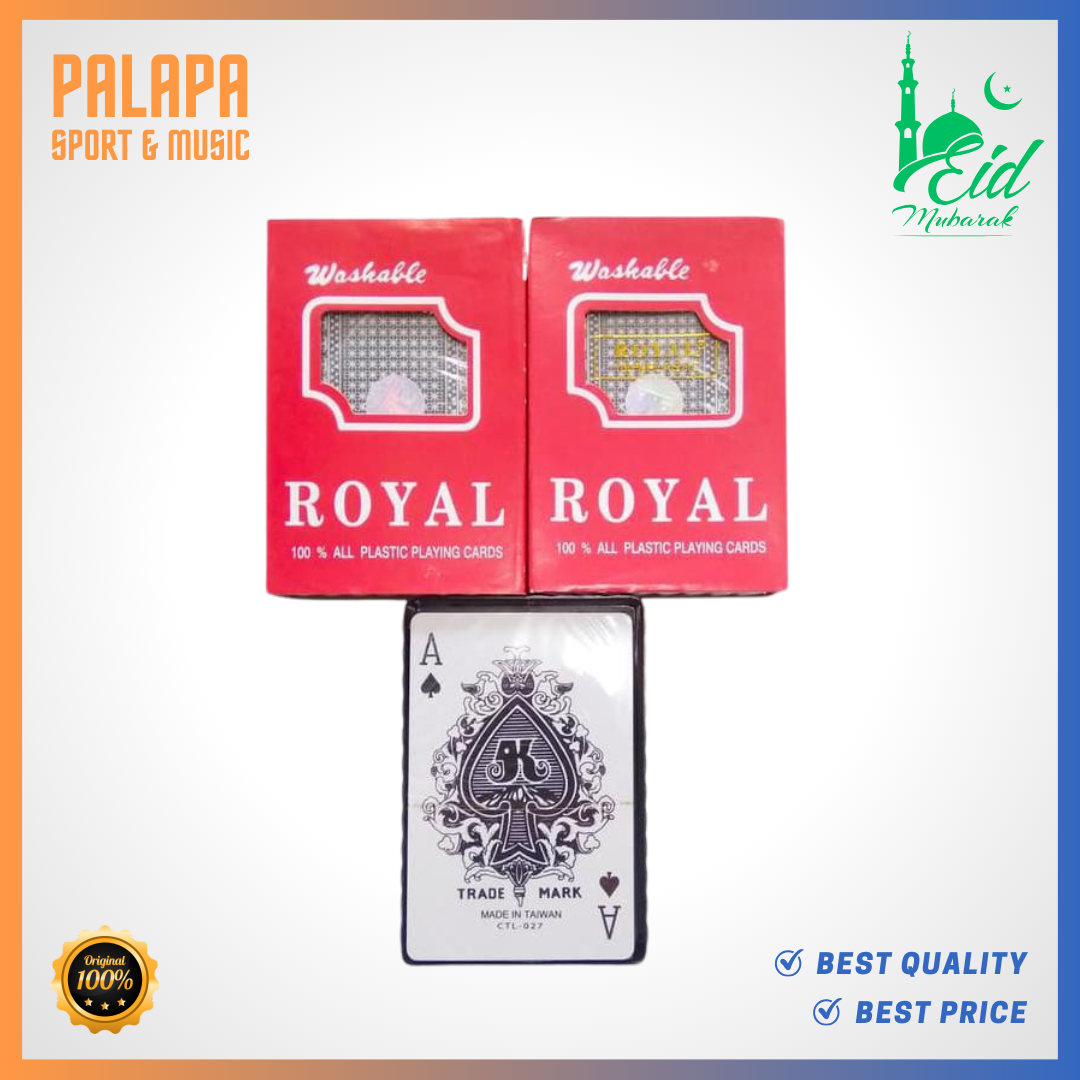 PALAPA
SPORT & MUSIC
Eid
Mubarak
Washable
ROYAL
100 % ALL PLASTIC PLAYING CARDS
Washable
ROYAL
ROYAL
100 % ALL PLASTIC PLAYING CARDS
A
K
TRADE MARK
MADE IN TAIWAN
CTL-027
A
Original
100%
BEST QUALITY
BEST PRICE